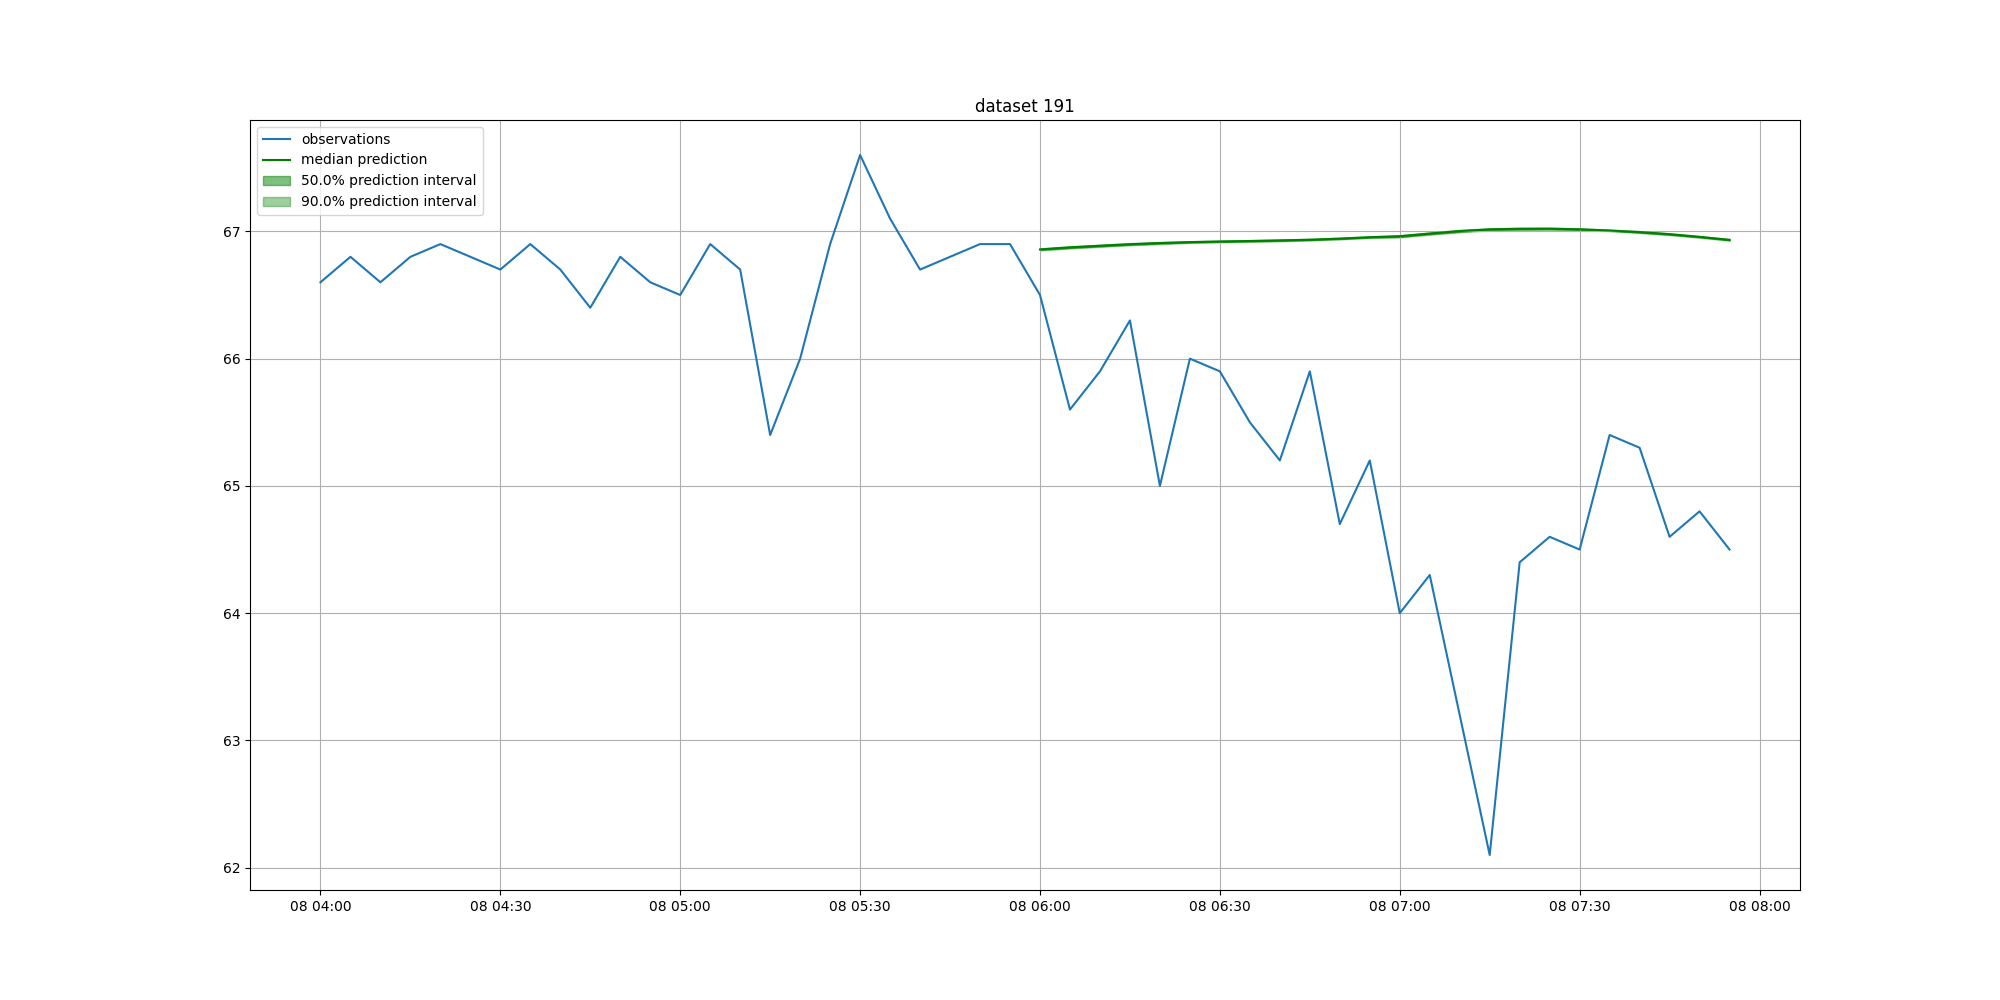 dataset 191
observations
median prediction
50.0% prediction interval
90.0% prediction interval
67
66
65
64
63
62
08 04:00 08 04:30 08 05:00 08 05:30 08 06:00 08 06:30 08 07:00 08 07:30 08 08:00